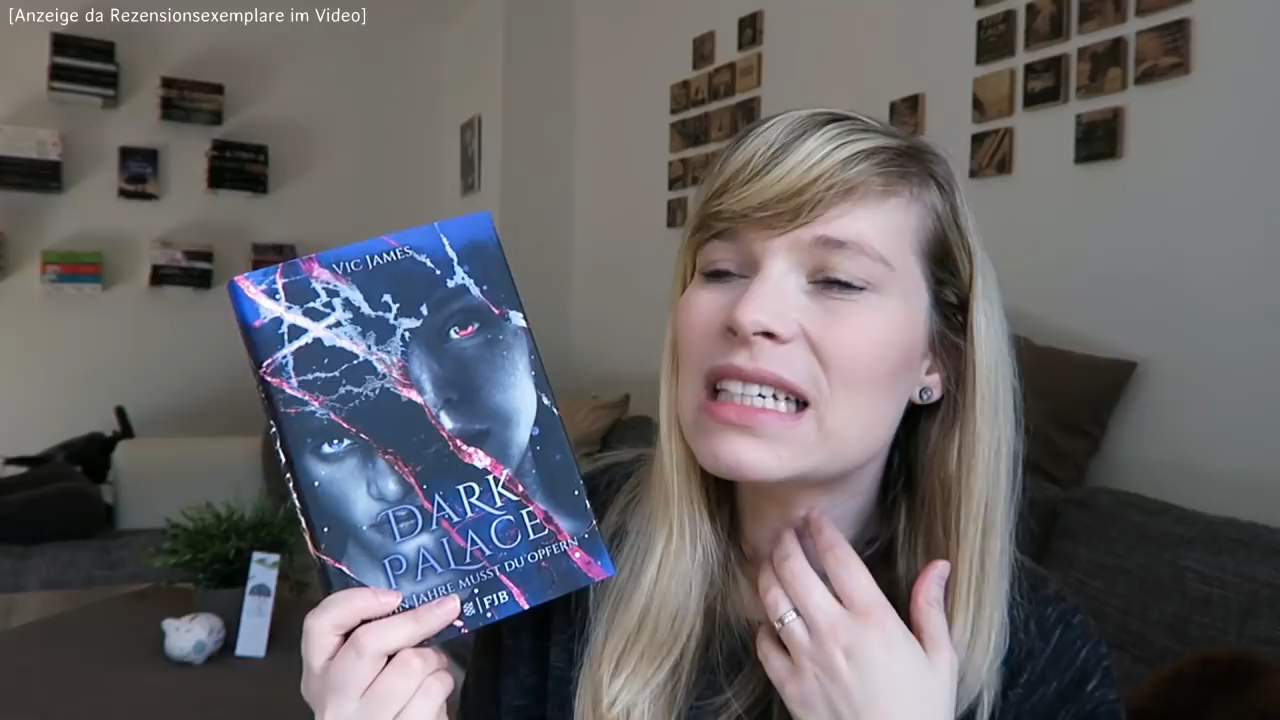 [Anzeige da Rezensionsexemplare im Video]
VIC JAMES
DARK
PALACE
JAHRE MUSST DU OPFERN
FJB